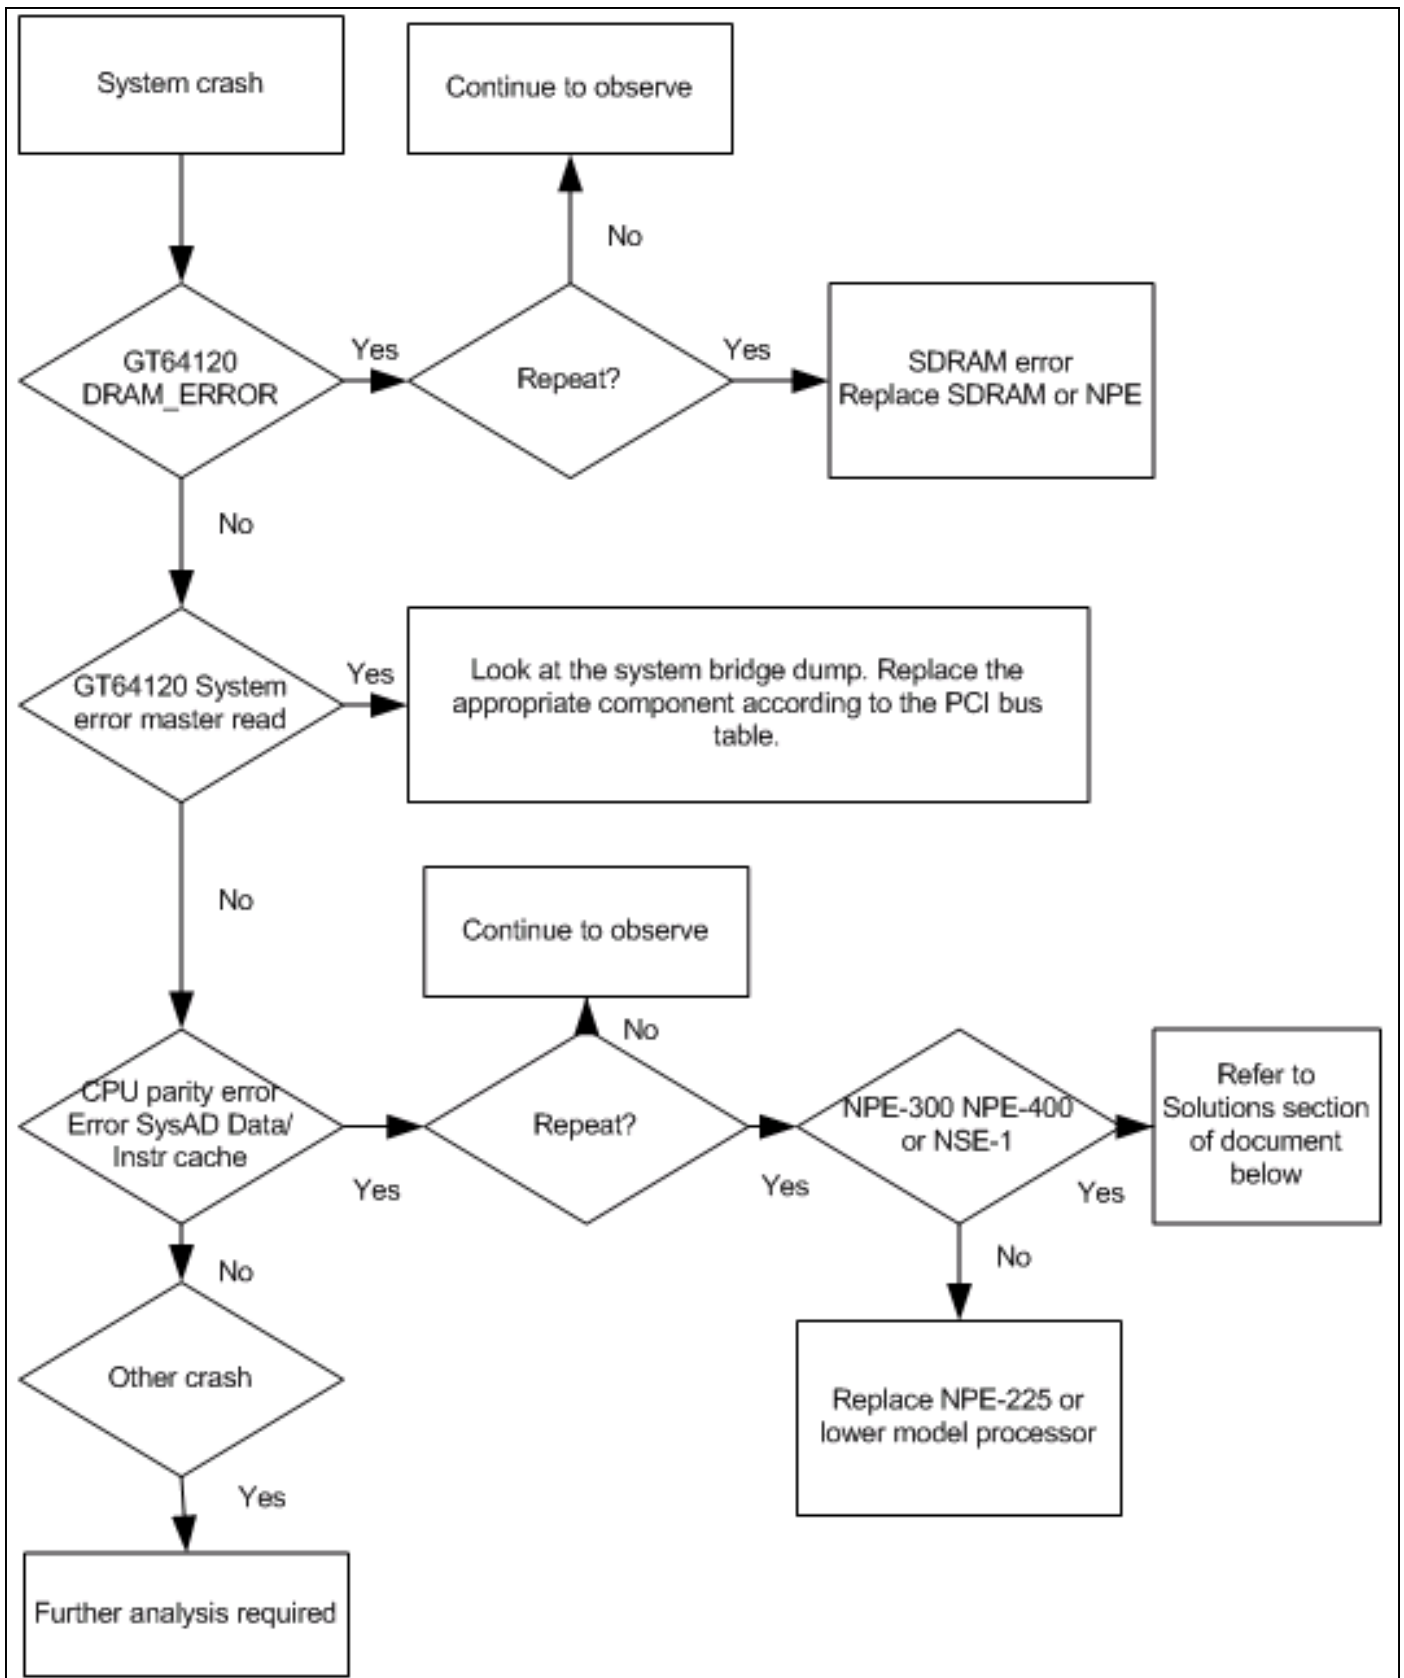 System crash
Continue to observe
No
GT64120
DRAM_ERROR
Yes
Repeat?
Yes
SDRAM error
Replace SDRAM or NPE
No
GT64120 System
error master read
Yes
Look at the system bridge dump. Replace the
appropriate component according to the PCI bus
table.
No
Continue to observe
No
CPU parity error
Error SysAD Data/
Instr cache
Yes
Repeat?
Yes
NPE-300 NPE-400
or NSE-1
Yes
Refer to
Solutions section
of document
below
No
No
Replace NPE-225 or
lower model processor
Other crash
Yes
Further analysis required